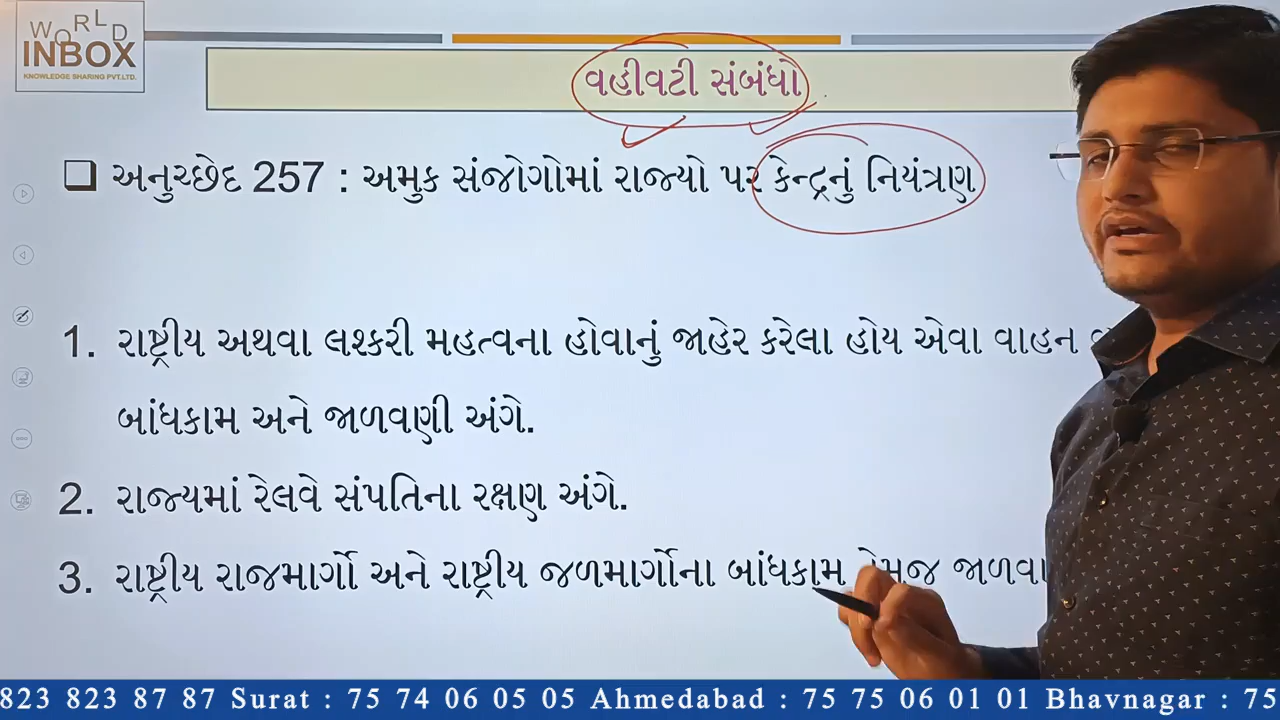 WORLD
INBOX
KNOWLEDGE SHARING PVT.LTD.
વહીવટી સંબંધો
અનુચ્છેદ 257 : અમુક સંજોગોમાં રાજ્યો પર કેન્દ્રનું નિયંત્રણ
1. રાષ્ટ્રીય અથવા લશ્કરી મહત્વના હોવાનું જાહેર કરેલા હોય એવા વાહન
બાંધકામ અને જાળવણી અંગે.
2. રાજ્યમાં રેલવે સંપતિના રક્ષણ અંગે.
3. રાષ્ટ્રીય રાજમાર્ગો અને રાષ્ટ્રીય જળમાર્ગોના બાંધકામ
823 823 87 87 Surat : 75 74 06 05 05 Ahmedabad : 75 75 06 01 01 Bhavnagar : 75